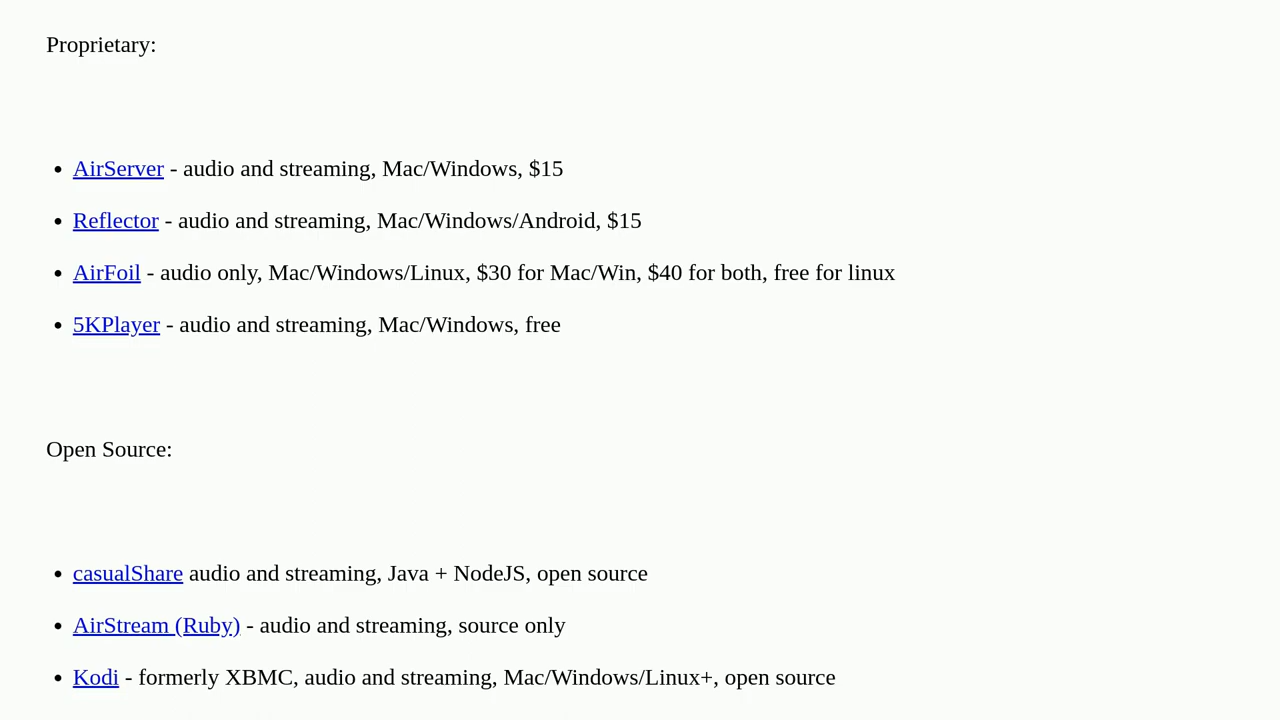 Proprietary:
• AirServer - audio and streaming, Mac/Windows, $15
• Reflector - audio and streaming, Mac/Windows/Android, $15
• AirFoil - audio only, Mac/Windows/Linux, $30 for Mac/Win, $40 for both, free for linux
• 5KPlayer - audio and streaming, Mac/Windows, free
Open Source:
• casualShare audio and streaming, Java + NodeJS, open source
• AirStream (Ruby) - audio and streaming, source only
• Kodi - formerly XBMC, audio and streaming, Mac/Windows/Linux+, open source